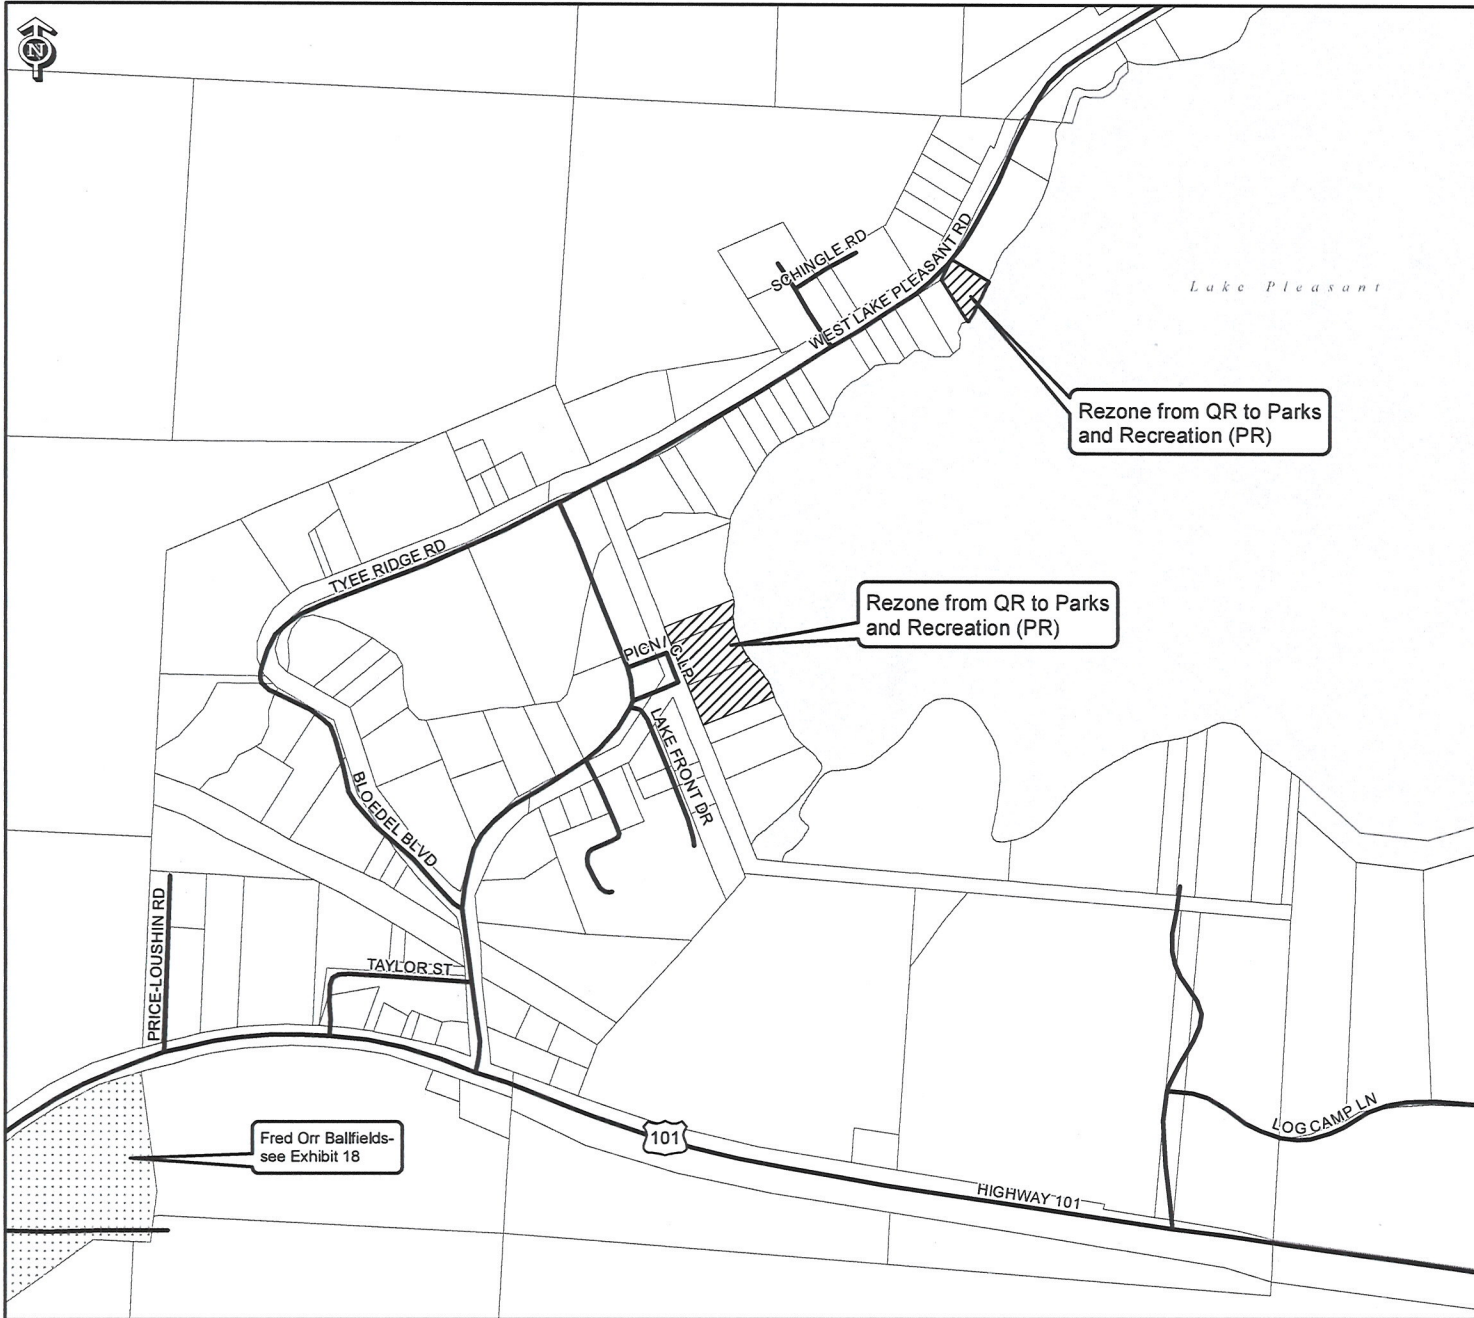 N
SCHINGLE RD
WEST LAKE PLEASANT RD
Lake Pleasant
Rezone from QR to Parks
and Recreation (PR)
TYEE RIDGE RD
Rezone from QR to Parks
and Recreation (PR)
PICNIC LP
LAKE FRONT DR
BLOEDEL BLVD
PRICE-LOUSHIN RD
TAYLOR ST
Fred Orr Ballfields-
see Exhibit 18
101
HIGHWAY 101
LOG CAMP LN